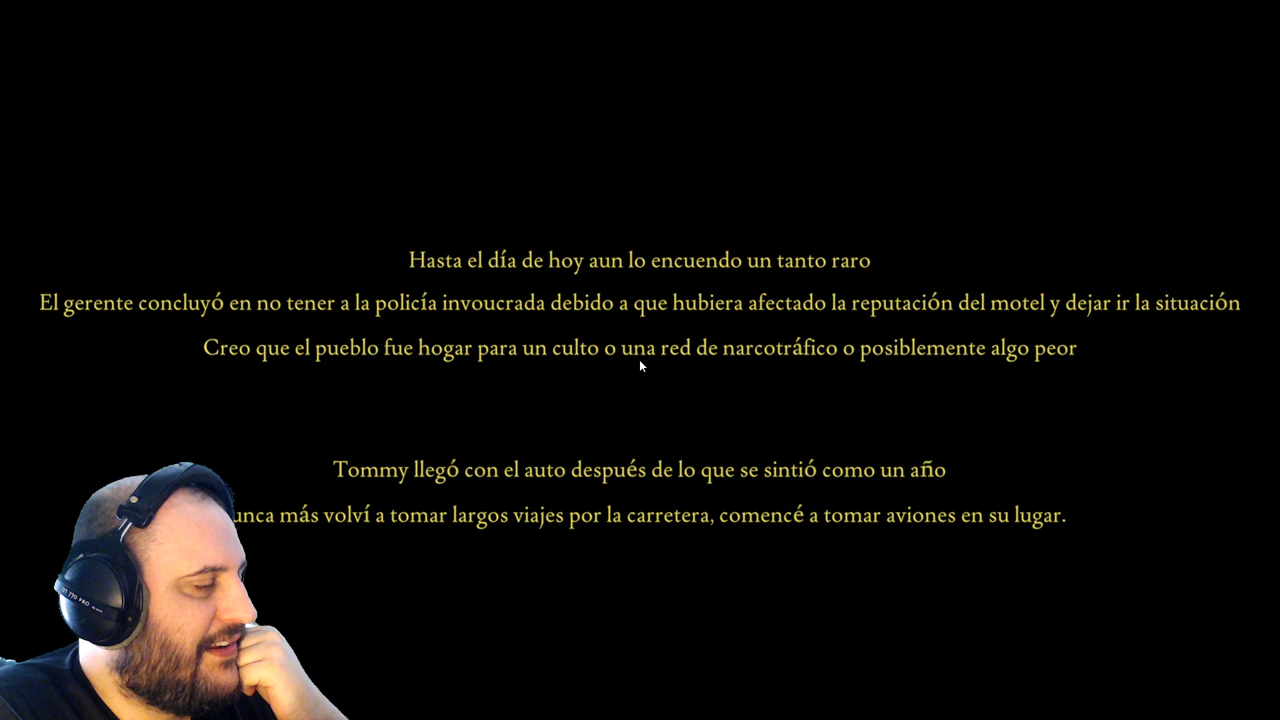 Hasta el día de hoy aun lo encuendo un tanto raro
El gerente concluyó en no tener a la policía invoucrada debido a que hubiera afectado la reputación del motel y dejar ir la situación
Creo que el pueblo fue hogar para un culto o una red de narcotráfico o posiblemente algo peor
Tommy llegó con el auto después de lo que se sintió como un año
más volví a tomar largos viajes por la carretera, comencé a tomar aviones en su lugar.
DT 770 PRO